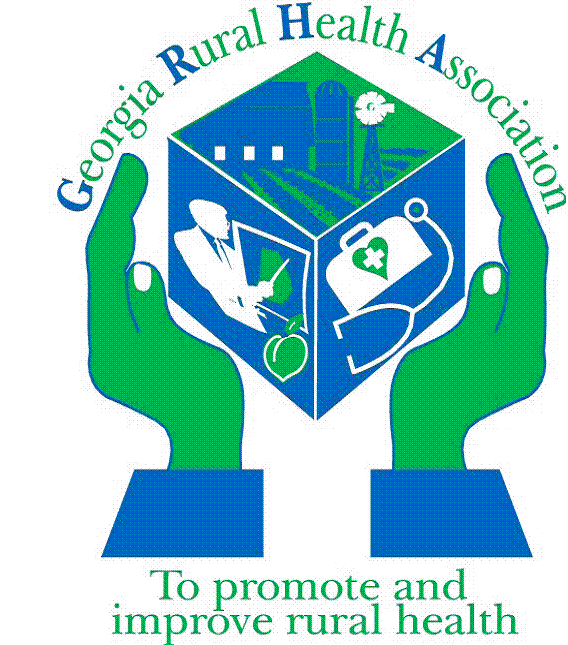 Georgia Rural Health Association
To promote and
improve rural health